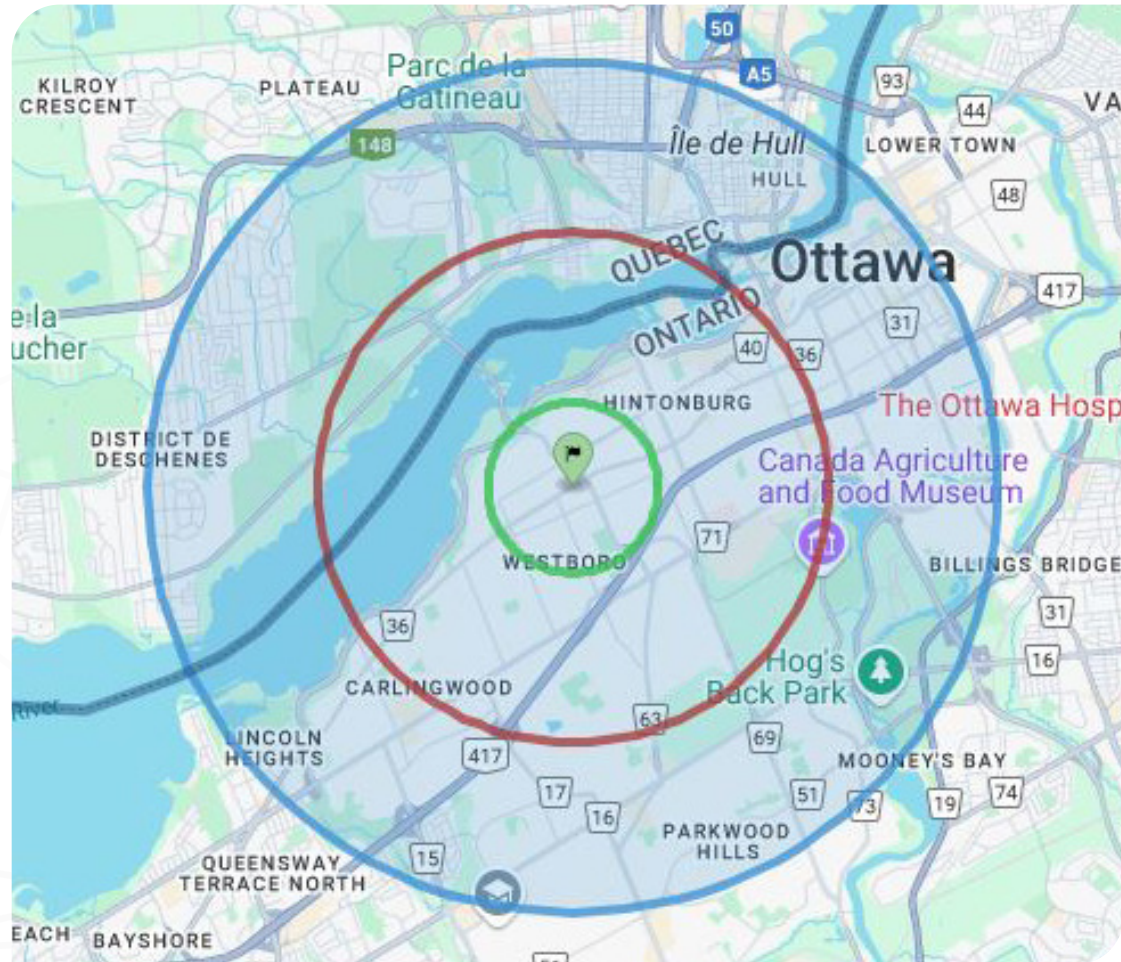 50
A5
Parc de la
Gatineau
KILROY
CRESCENT
PLATEAU
93
44
VA
148
Île de Hull
LOWER TOWN
HULL
48
QUEBEC
Ottawa
417
ONTARIO
31
e la
ucher
40
36
HINTONBURG
The Ottawa Hosp
DISTRICT DE
DESCHENES
Canada Agriculture
and Food Museum
71
WESTBORO
BILLINGS BRIDGE
36
31
16
Hog's
Back Park
CARLINGWOOD
River
63
69
LINCOLN
HEIGHTS
417
MOONEY'S BAY
17
51
73
19
74
16
PARKWOOD
HILLS
15
QUEENSWAY
TERRACE NORTH
EACH
BAYSHORE